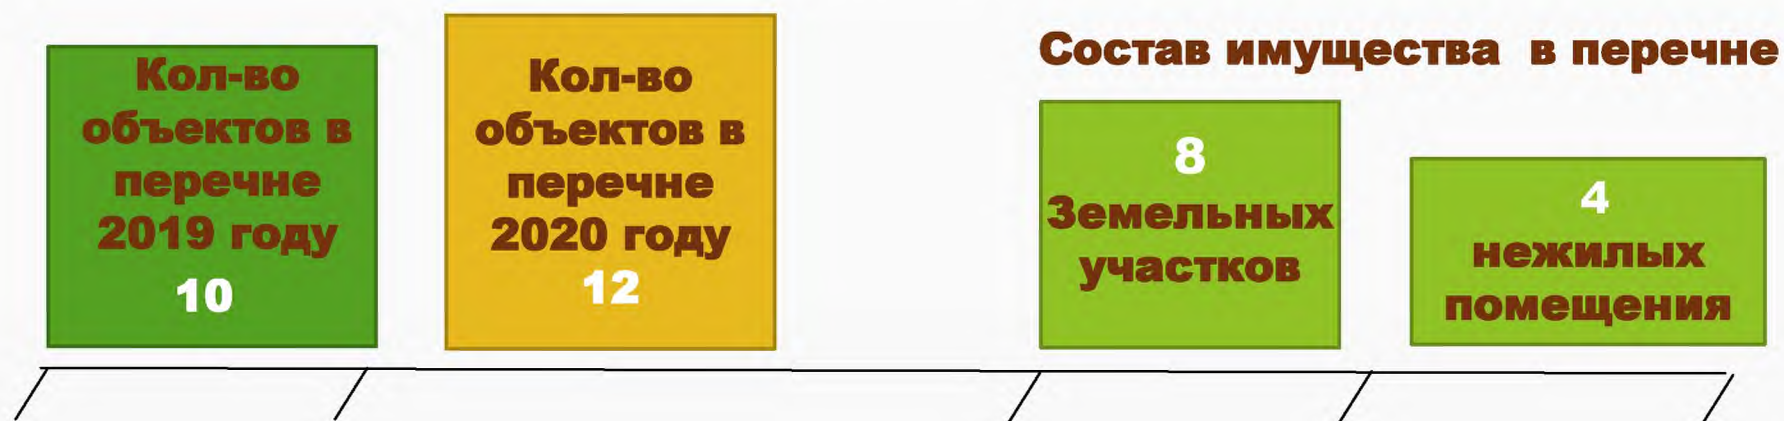 Кол-во
объектов в
перечне
2019 году
10
Кол-во
объектов в
перечне
2020 году
12
Состав имущества в перечне
8
Земельных
участков
4
нежилых
помещения